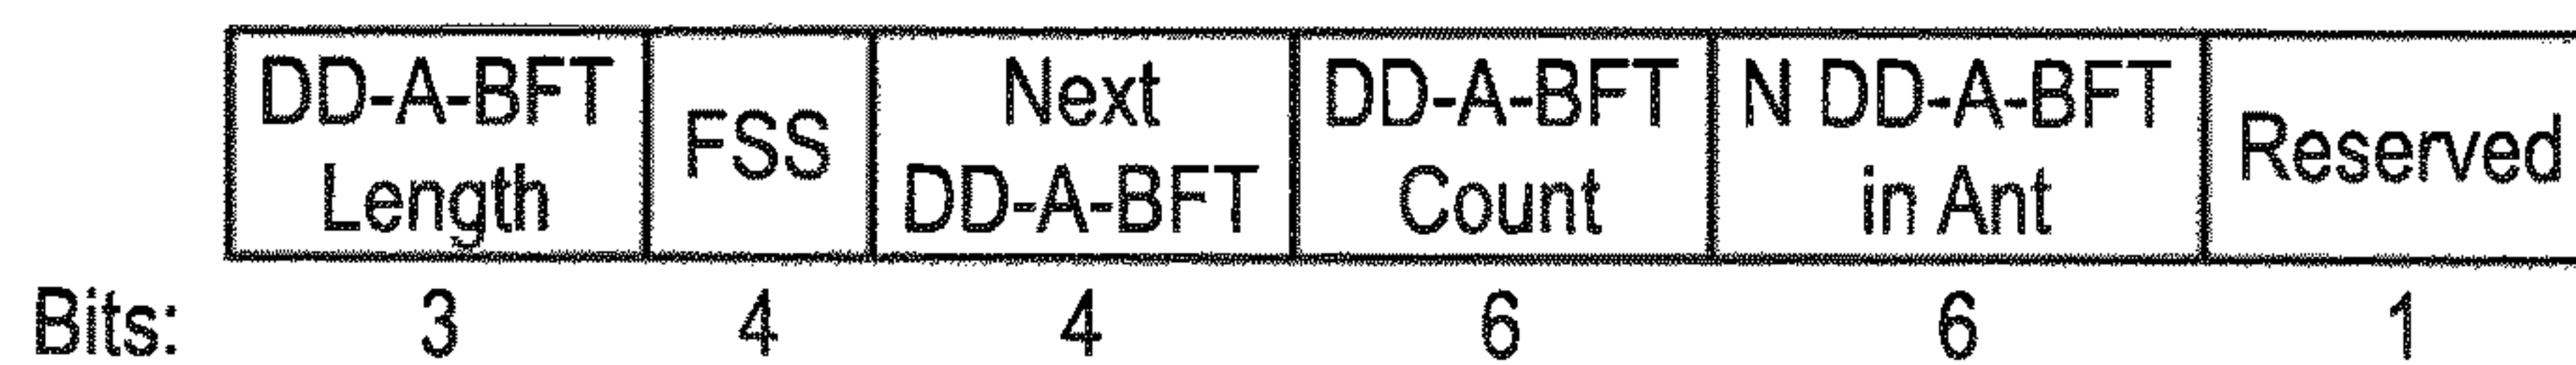 DD-A-BFT
Length
FSS
Next
DD-A-BFT
DD-A-BFT
Count
N DD-A-BFT
in Ant
Reserved
Bits: 3 4 4 6 6 1